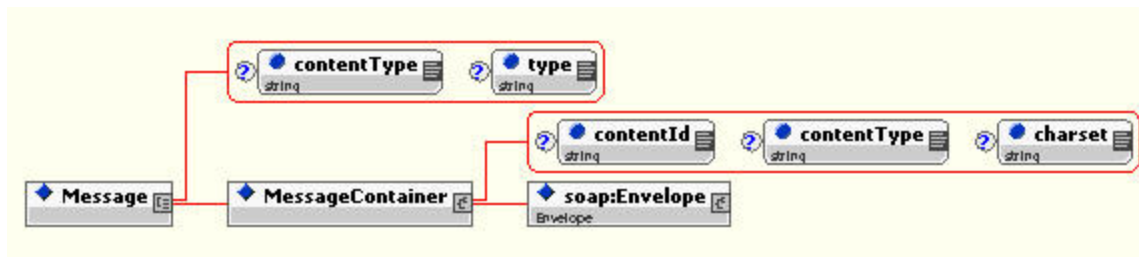 ? contentType ? type
string string
? contentId ? contentType ? charset
string string string
Message MessageContainer soap:Envelope
Envelope